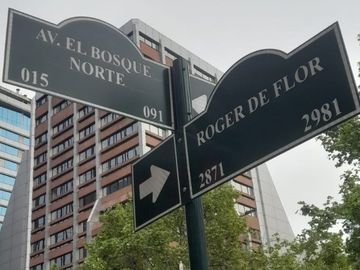 AV. EL BOSQUE
NORTE
015 091
ROGER DE FLOR
2871 2981